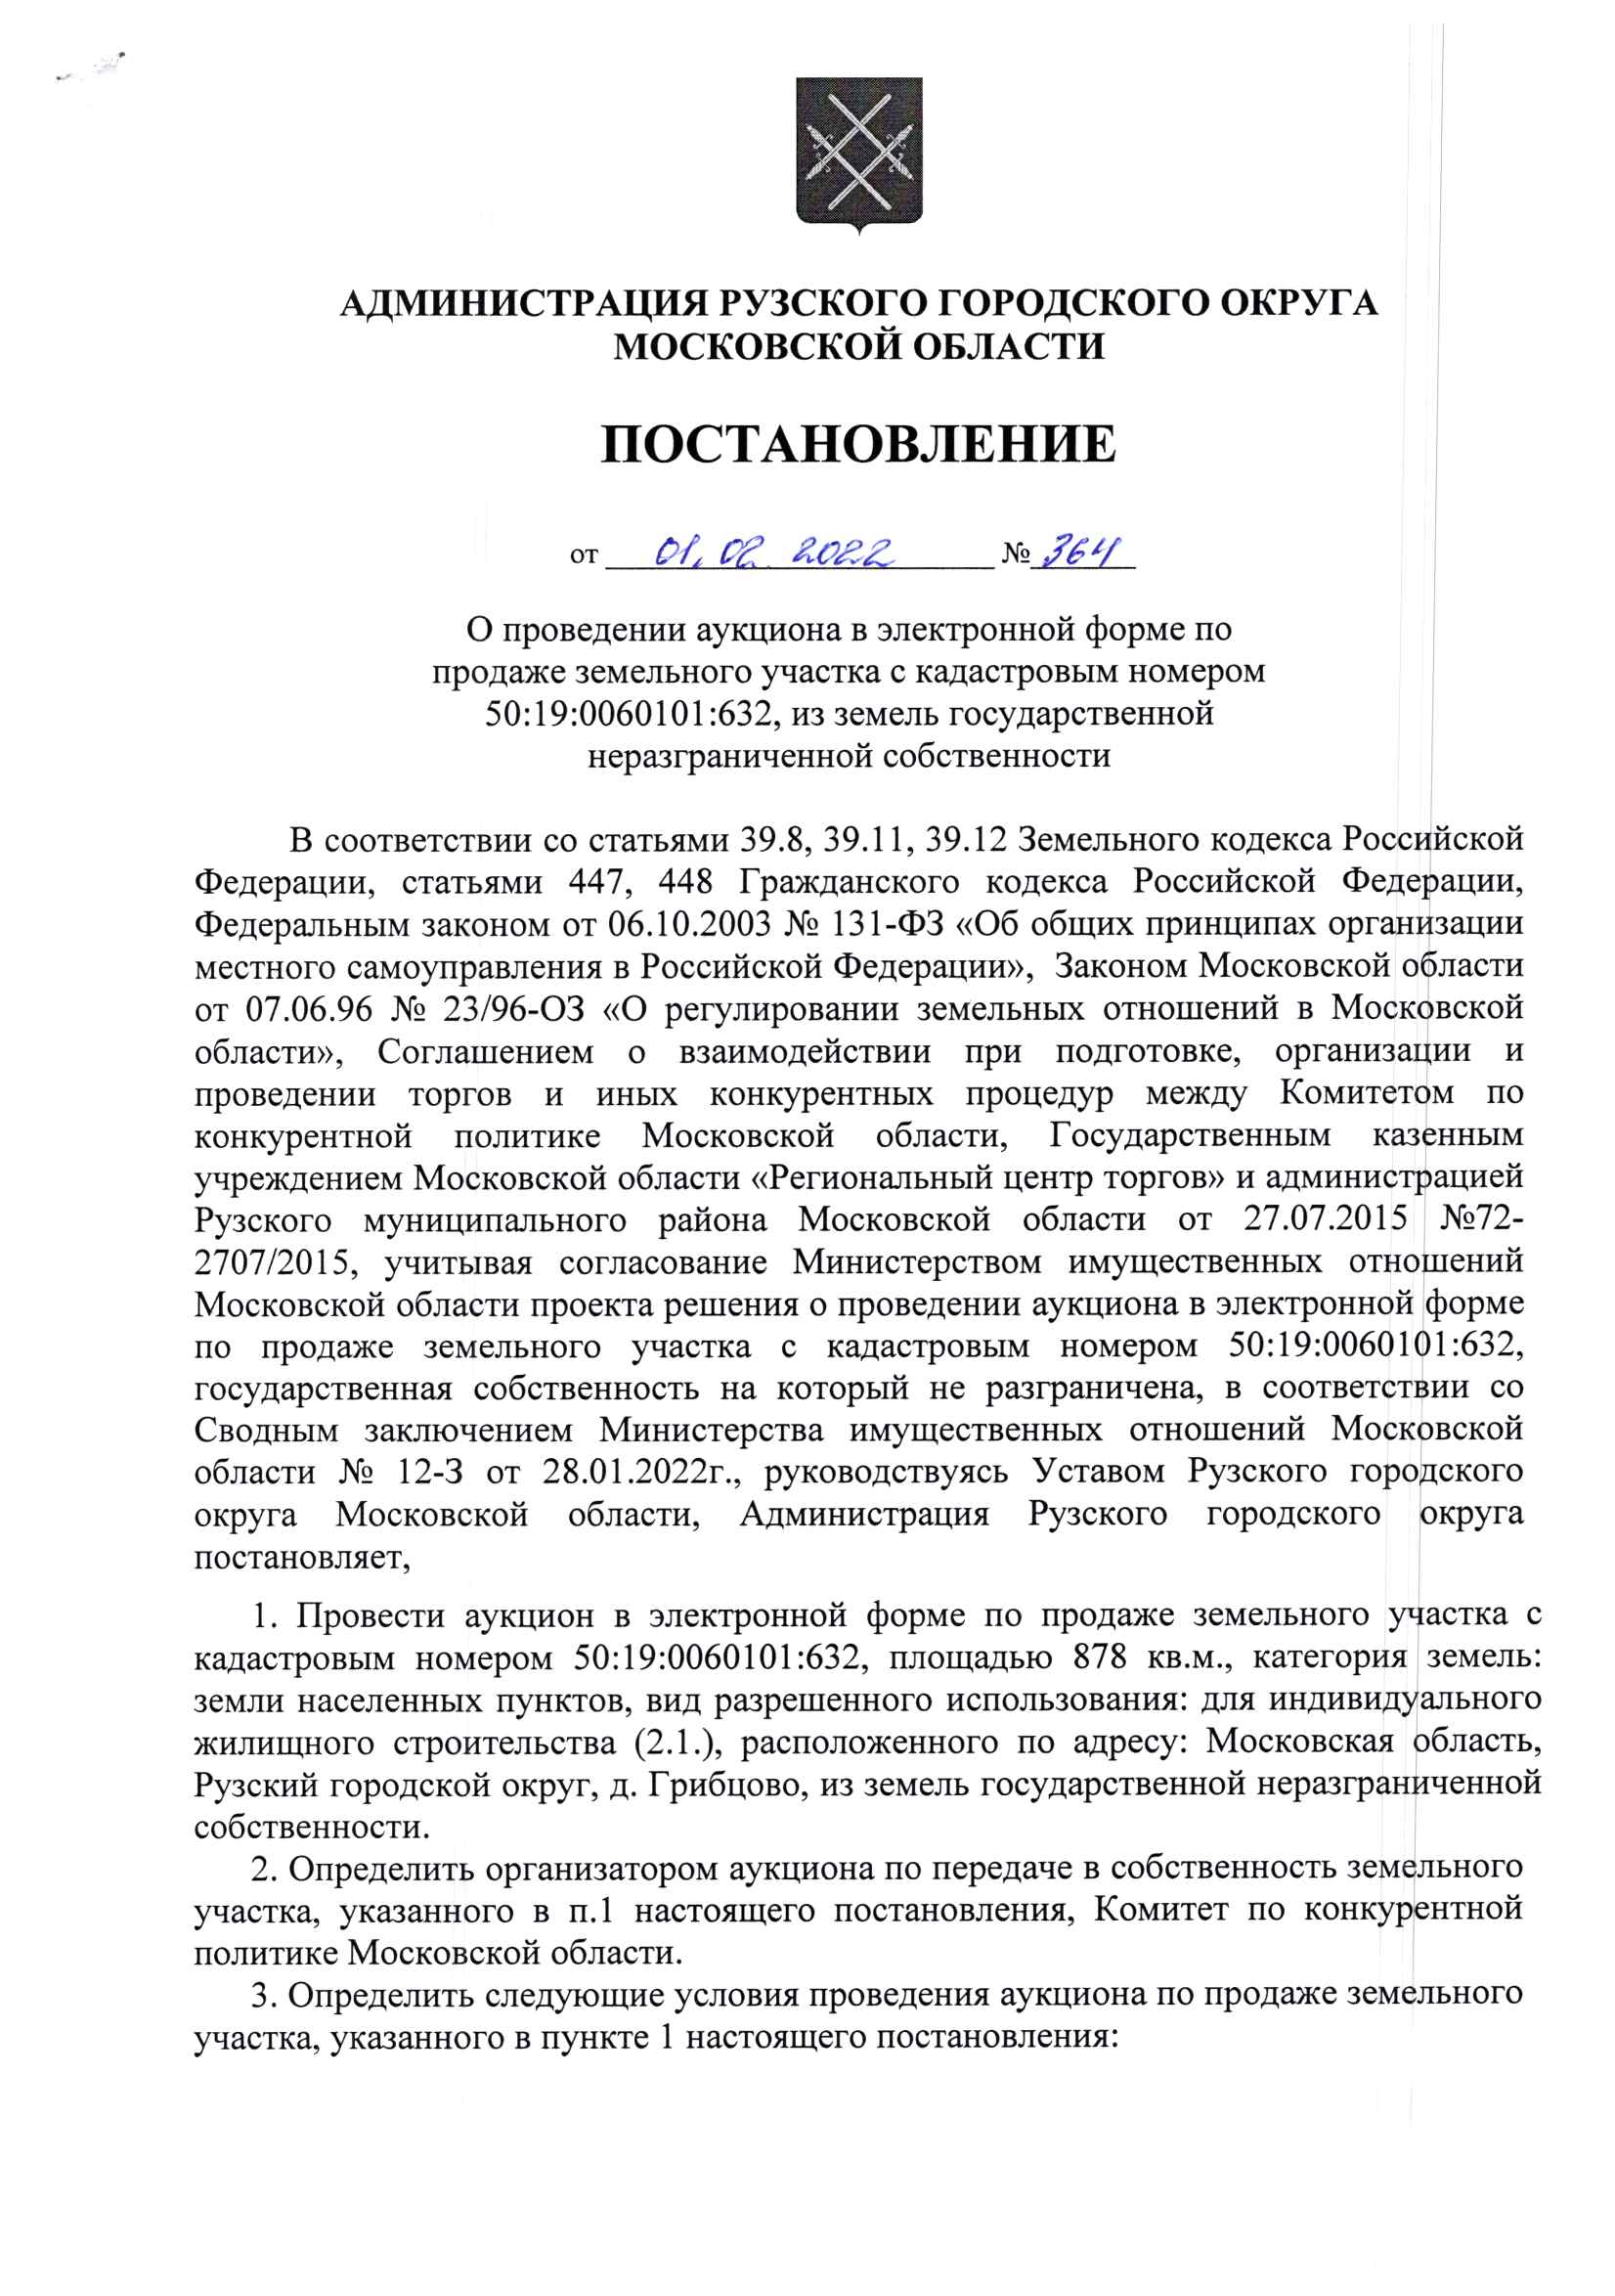 АДМИНИСТРАЦИЯ РУЗСКОГО ГОРОДСКОГО ОКРУГА
МОСКОВСКОЙ ОБЛАСТИ
ПОСТАНОВЛЕНИЕ
от 01.02.2022 № 364
О проведении аукциона в электронной форме по
продаже земельного участка с кадастровым номером
50:19:0060101:632, из земель государственной
неразграниченной собственности
В соответствии со статьями 39.8, 39.11, 39.12 Земельного кодекса Российской
Федерации, статьями 447, 448 Гражданского кодекса Российской Федерации,
Федеральным законом от 06.10.2003 № 131-ФЗ «Об общих принципах организации
местного самоуправления в Российской Федерации», Законом Московской области
от 07.06.96 № 23/96-ОЗ «О регулировании земельных отношений в Московской
области», Соглашением о взаимодействии при подготовке, организации и
проведении торгов и иных конкурентных процедур между Комитетом по
конкурентной политике Московской области, Государственным казенным
учреждением Московской области «Региональный центр торгов» и администрацией
Рузского муниципального района Московской области от 27.07.2015 №72-
2707/2015, учитывая согласование Министерством имущественных отношений
Московской области проекта решения о проведении аукциона в электронной форме
по продаже земельного участка с кадастровым номером 50:19:0060101:632,
государственная собственность на который не разграничена, в соответствии со
Сводным заключением Министерства имущественных отношений Московской
области № 12-З от 28.01.2022г., руководствуясь Уставом Рузского городского
округа Московской области, Администрация Рузского городского округа
постановляет,
1. Провести аукцион в электронной форме по продаже земельного участка с
кадастровым номером 50:19:0060101:632, площадью 878 кв.м., категория земель:
земли населенных пунктов, вид разрешенного использования: для индивидуального
жилищного строительства (2.1.), расположенного по адресу: Московская область,
Рузский городской округ, д. Грибцово, из земель государственной неразграниченной
собственности.
2. Определить организатором аукциона по передаче в собственность земельного
участка, указанного в п.1 настоящего постановления, Комитет по конкурентной
политике Московской области.
3. Определить следующие условия проведения аукциона по продаже земельного
участка, указанного в пункте 1 настоящего постановления: